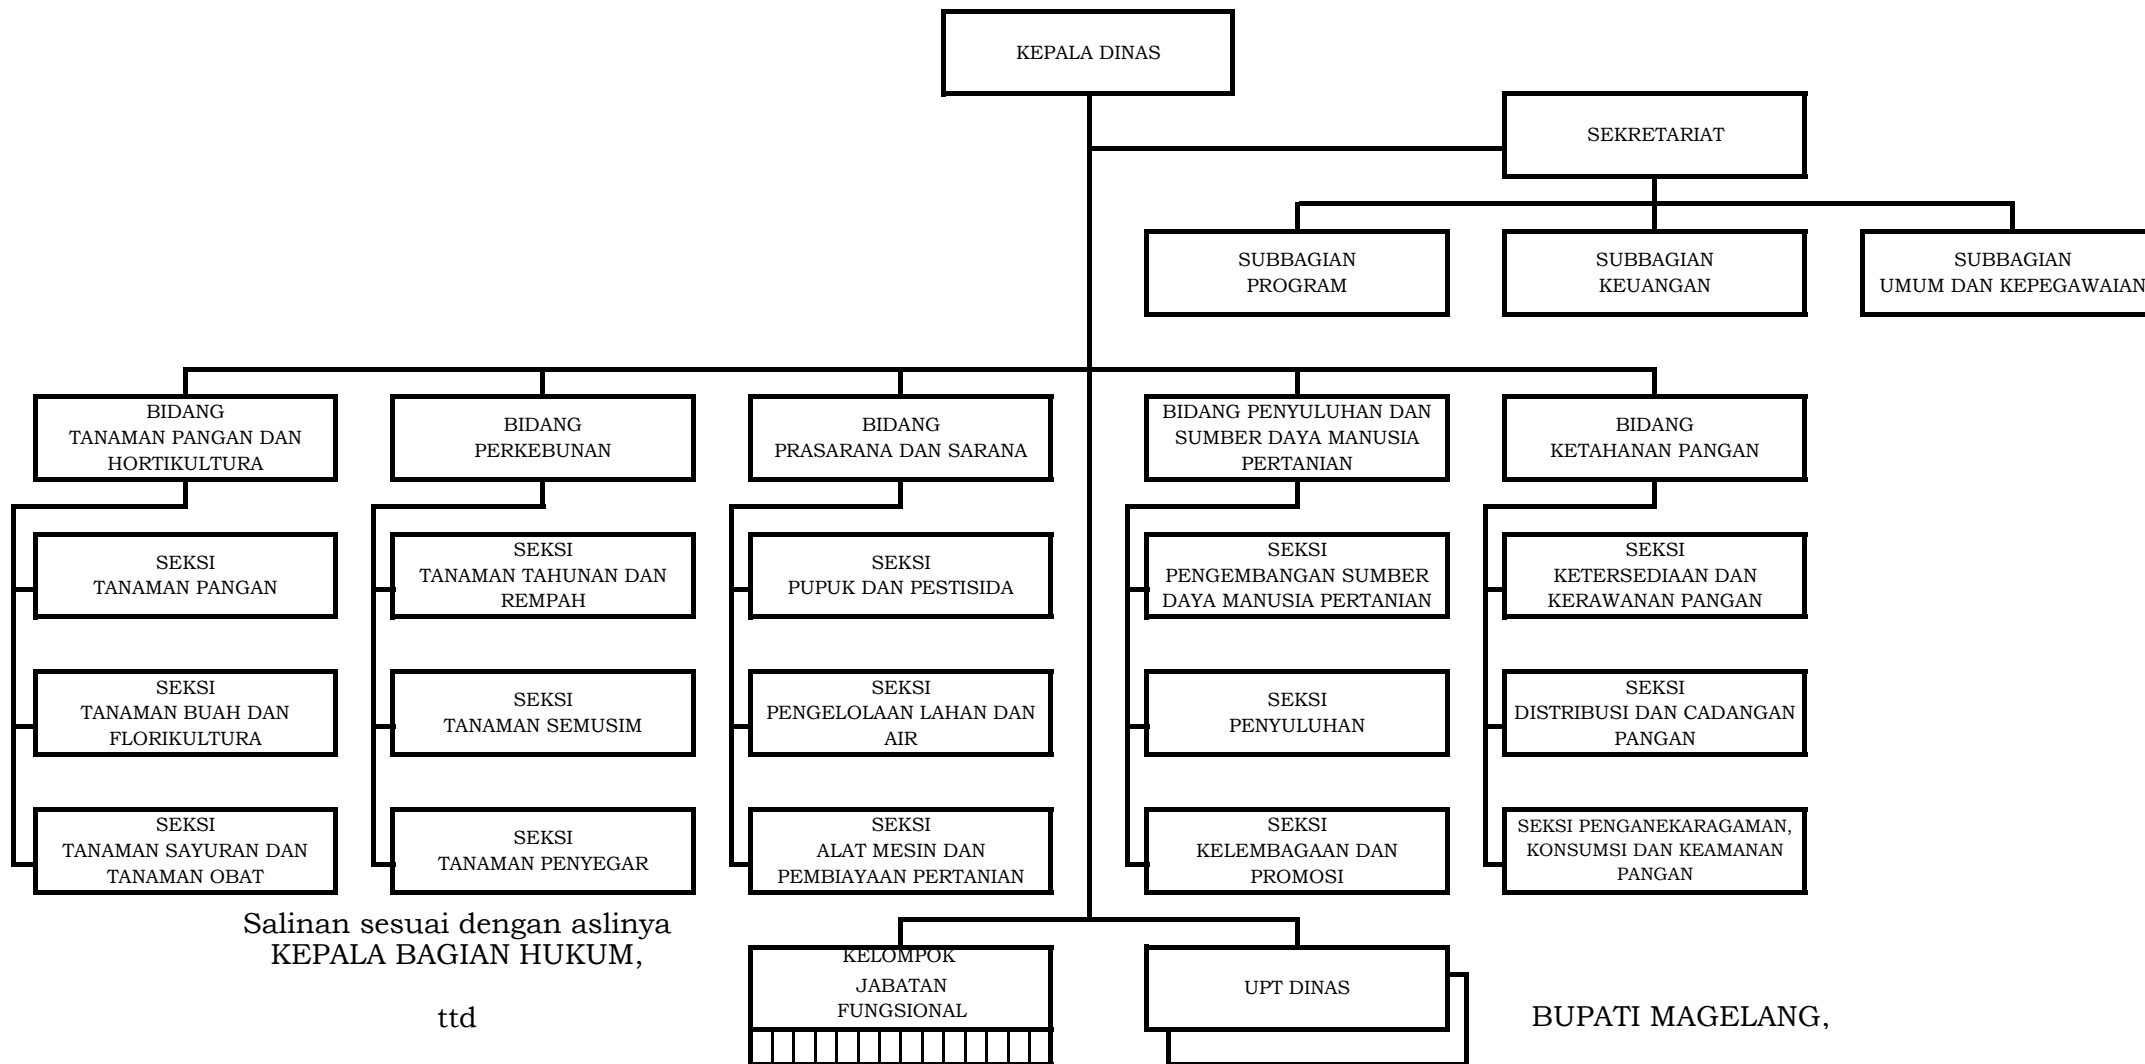 KEPALA DINAS
SEKRETARIAT
SUBBAGIAN
PROGRAM
SUBBAGIAN
KEUANGAN
SUBBAGIAN
UMUM DAN KEPEGAWAIAN
BIDANG
TANAMAN PANGAN DAN
HORTIKULTURA
BIDANG
PERKEBUNAN
BIDANG
PRASARANA DAN SARANA
BIDANG PENYULUHAN DAN
SUMBER DAYA MANUSIA
PERTANIAN
BIDANG
KETAHANAN PANGAN
SEKSI
TANAMAN PANGAN
SEKSI
TANAMAN TAHUNAN DAN
REMPAH
SEKSI
PUPUK DAN PESTISIDA
SEKSI
PENGEMBANGAN SUMBER
DAYA MANUSIA PERTANIAN
SEKSI
KETERSEDIAAN DAN
KERAWANAN PANGAN
SEKSI
TANAMAN BUAH DAN
FLORIKULTURA
SEKSI
TANAMAN SEMUSIM
SEKSI
PENGELOLAAN LAHAN DAN
AIR
SEKSI
PENYULUHAN
SEKSI
DISTRIBUSI DAN CADANGAN
PANGAN
SEKSI
TANAMAN SAYURAN DAN
TANAMAN OBAT
SEKSI
TANAMAN PENYEGAR
SEKSI
ALAT MESIN DAN
PEMBIAYAAN PERTANIAN
SEKSI
KELEMBAGAAN DAN
PROMOSI
SEKSI PENGANEKARAGAMAN,
KONSUMSI DAN KEAMANAN
PANGAN
Salinan sesuai dengan aslinya
KEPALA BAGIAN HUKUM,
ttd
KELOMPOK
JABATAN
FUNGSIONAL
UPT DINAS
BUPATI MAGELANG,